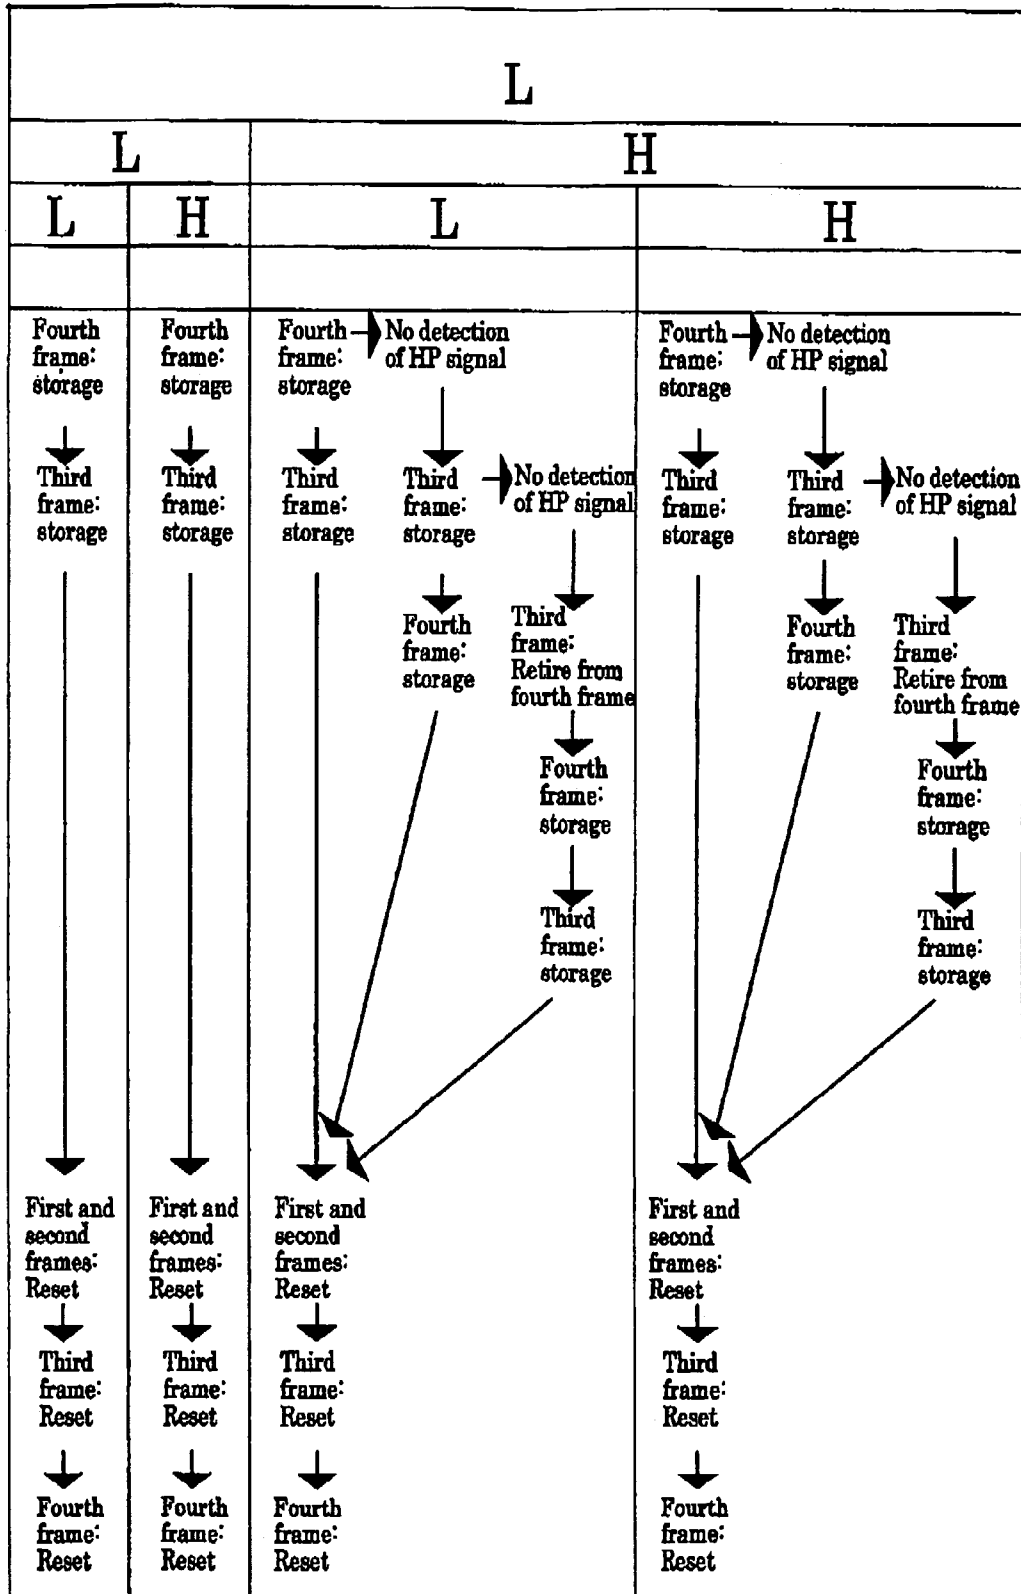 L
L
H
L
H
L
H
Fourth
frame:
storage
Third
frame:
storage
First and
second
frames:
Reset
Third
frame:
Reset
Fourth
frame:
Reset
Fourth
frame:
storage
Third
frame:
storage
First and
second
frames:
Reset
Third
frame:
Reset
Fourth
frame:
Reset
Fourth
frame:
storage
Third
frame:
storage
No detection
of HP signal
Third
frame:
storage
Fourth
frame:
storage
No detection
of HP signal
Third
frame:
Retire from
fourth frame
Fourth
frame:
storage
Third
frame:
storage
First and
second
frames:
Reset
Third
frame:
Reset
Fourth
frame:
Reset
Fourth
frame:
storage
Third
frame:
storage
No detection
of HP signal
Third
frame:
storage
Fourth
frame:
storage
No detection
of HP signal
Third
frame:
Retire from
fourth frame
Fourth
frame:
storage
Third
frame:
storage
First and
second
frames:
Reset
Third
frame:
Reset
Fourth
frame:
Reset